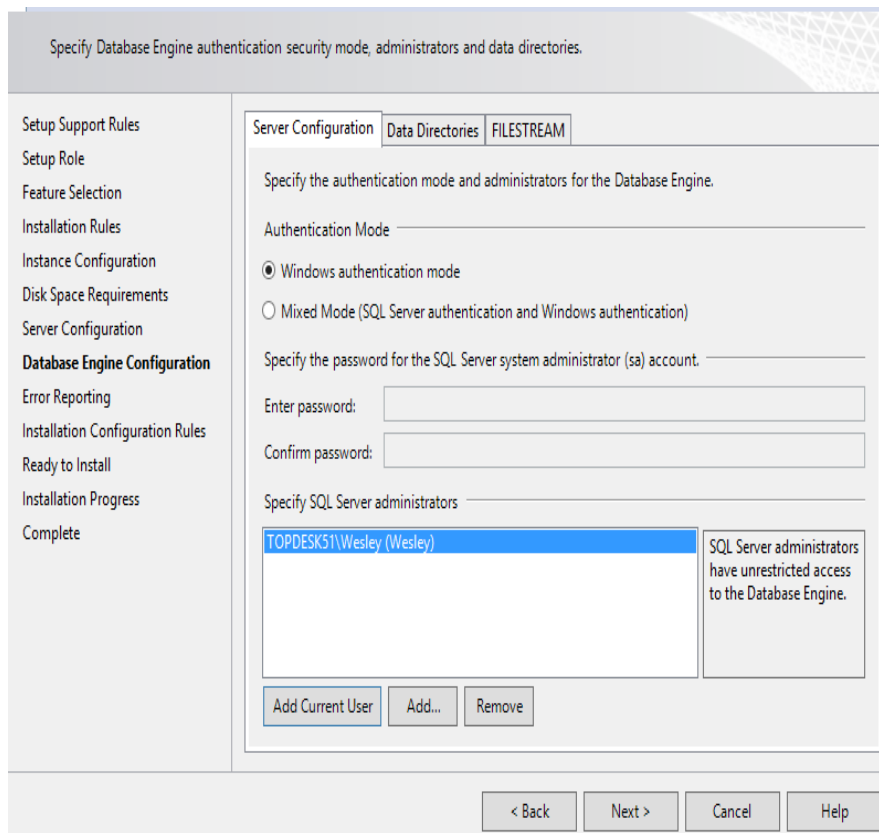 Specify Database Engine authentication security mode, administrators and data directories.
Setup Support Rules
Setup Role
Feature Selection
Installation Rules
Instance Configuration
Disk Space Requirements
Server Configuration
Database Engine Configuration
Error Reporting
Installation Configuration Rules
Ready to Install
Installation Progress
Complete
Server Configuration Data Directories FILESTREAM
Specify the authentication mode and administrators for the Database Engine.
Authentication Mode
Windows authentication mode
Mixed Mode (SQL Server authentication and Windows authentication)
Specify the password for the SQL Server system administrator (sa) account.
Enter password:
Confirm password:
Specify SQL Server administrators
TOPDESK51\Wesley (Wesley)
SQL Server administrators
have unrestricted access
to the Database Engine.
Add Current User Add... Remove
< Back Next > Cancel Help